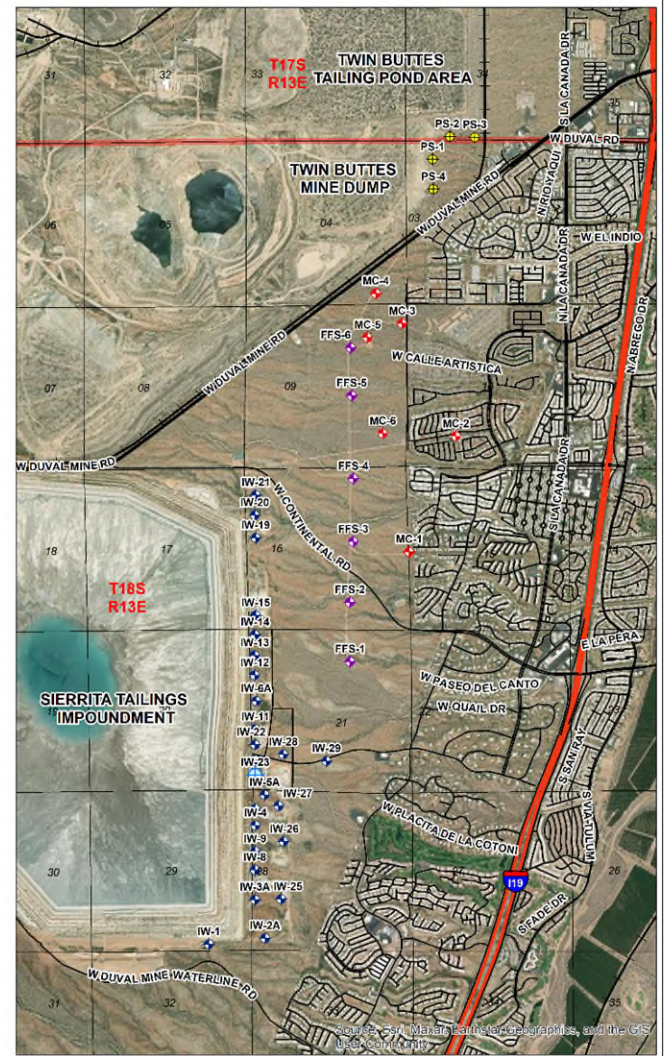 31
32
33
T17S
R13E
TWIN BUTTES
TAILING POND AREA
34
35
S LA CANADA DR
PS-2
PS-3
W DUVAL RD
PS-1
TWIN BUTTES
MINE DUMP
PS-4
N RIO YAQUI
06
05
04
03
02
W DUVAL MINE RD
W EL INDIO
N LA CANADA DR
MC-4
MC-3
MC-5
FFS-6
W DUVAL MINE RD
W CALLE ARTISTICA
N ABREGO DR
07
08
09
FFS-5
MC-6
MC-2
W DUVAL MINE RD
FFS-4
S LA CANADA DR
IW-21
IW-20
IW-19
W CONTINENTAL RD
18
17
16
FFS-3
MC-1
14
T18S
R13E
FFS-2
IW-15
IW-14
IW-13
IW-12
FFS-1
E LA PERA
W PASEO DEL CANTO
SIERRITA TAILINGS
IMPOUNDMENT
19
IW-6A
IW-11
21
22
W QUAIL DR
IW-22
IW-28
IW-29
IW-23
S SAN RAY
IW-5A
IW-27
IW-4
IW-26
IW-9
IW-8
W PLACITA DE LA COTONI
S VIA TULUM
30
29
28
26
IW-3A
IW-25
I19
S FADE DR
IW-1
IW-2A
W DUVAL MINE WATERLINE RD
31
32
34
35
Source: Esri, Maxar, Earthstar Geographics, and the GIS
User Community